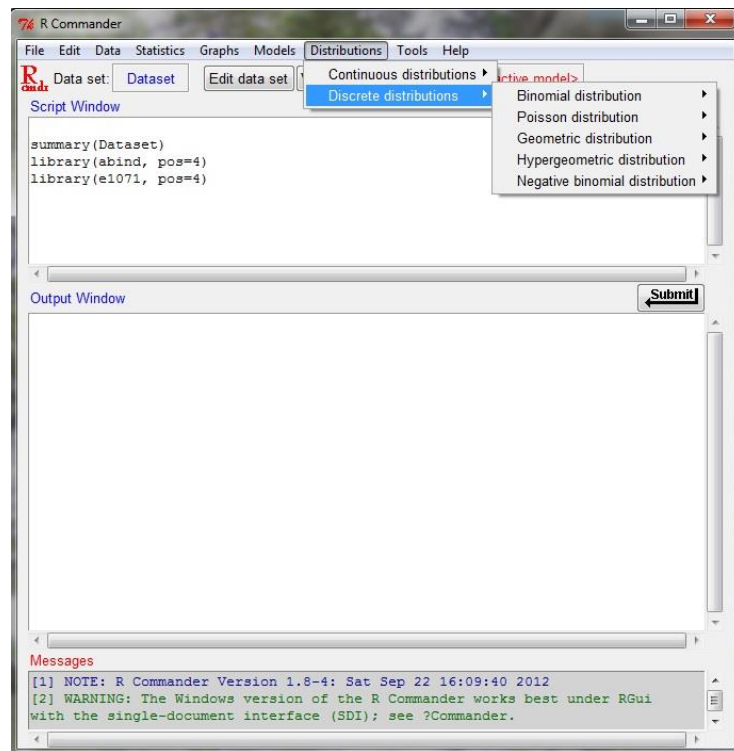 R Commander
File Edit Data Statistics Graphs Models Distributions Tools Help
Rcmdr Data set: Dataset Edit data set
Continuous distributions
Discrete distributions
Binomial distribution
Poisson distribution
Geometric distribution
Hypergeometric distribution
Negative binomial distribution
Script Window
summary(Dataset)
library(abind, pos=4)
library(e1071, pos=4)
Output Window
Submit
Messages
[1] NOTE: R Commander Version 1.8-4: Sat Sep 22 16:09:40 2012
[2] WARNING: The Windows version of the R Commander works best under RGui
with the single-document interface (SDI); see ?Commander.